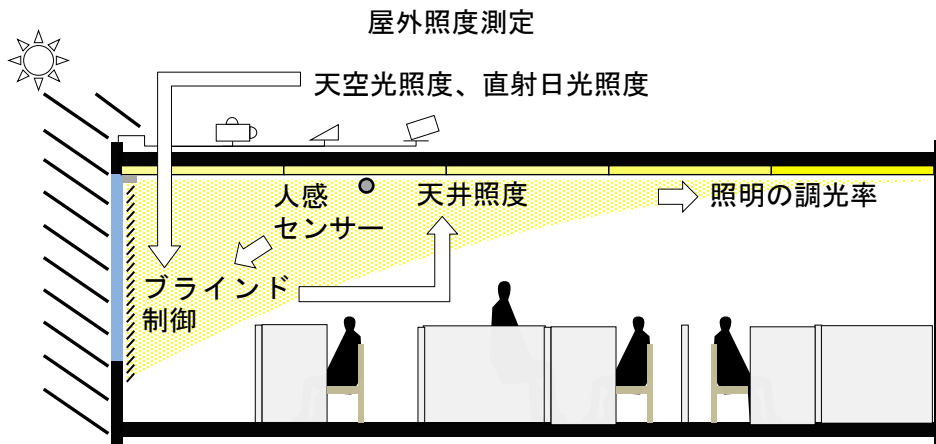 屋外照度測定
天空光照度、直射日光照度
人感
センサー
天井照度
照明の調光率
ブラインド
制御